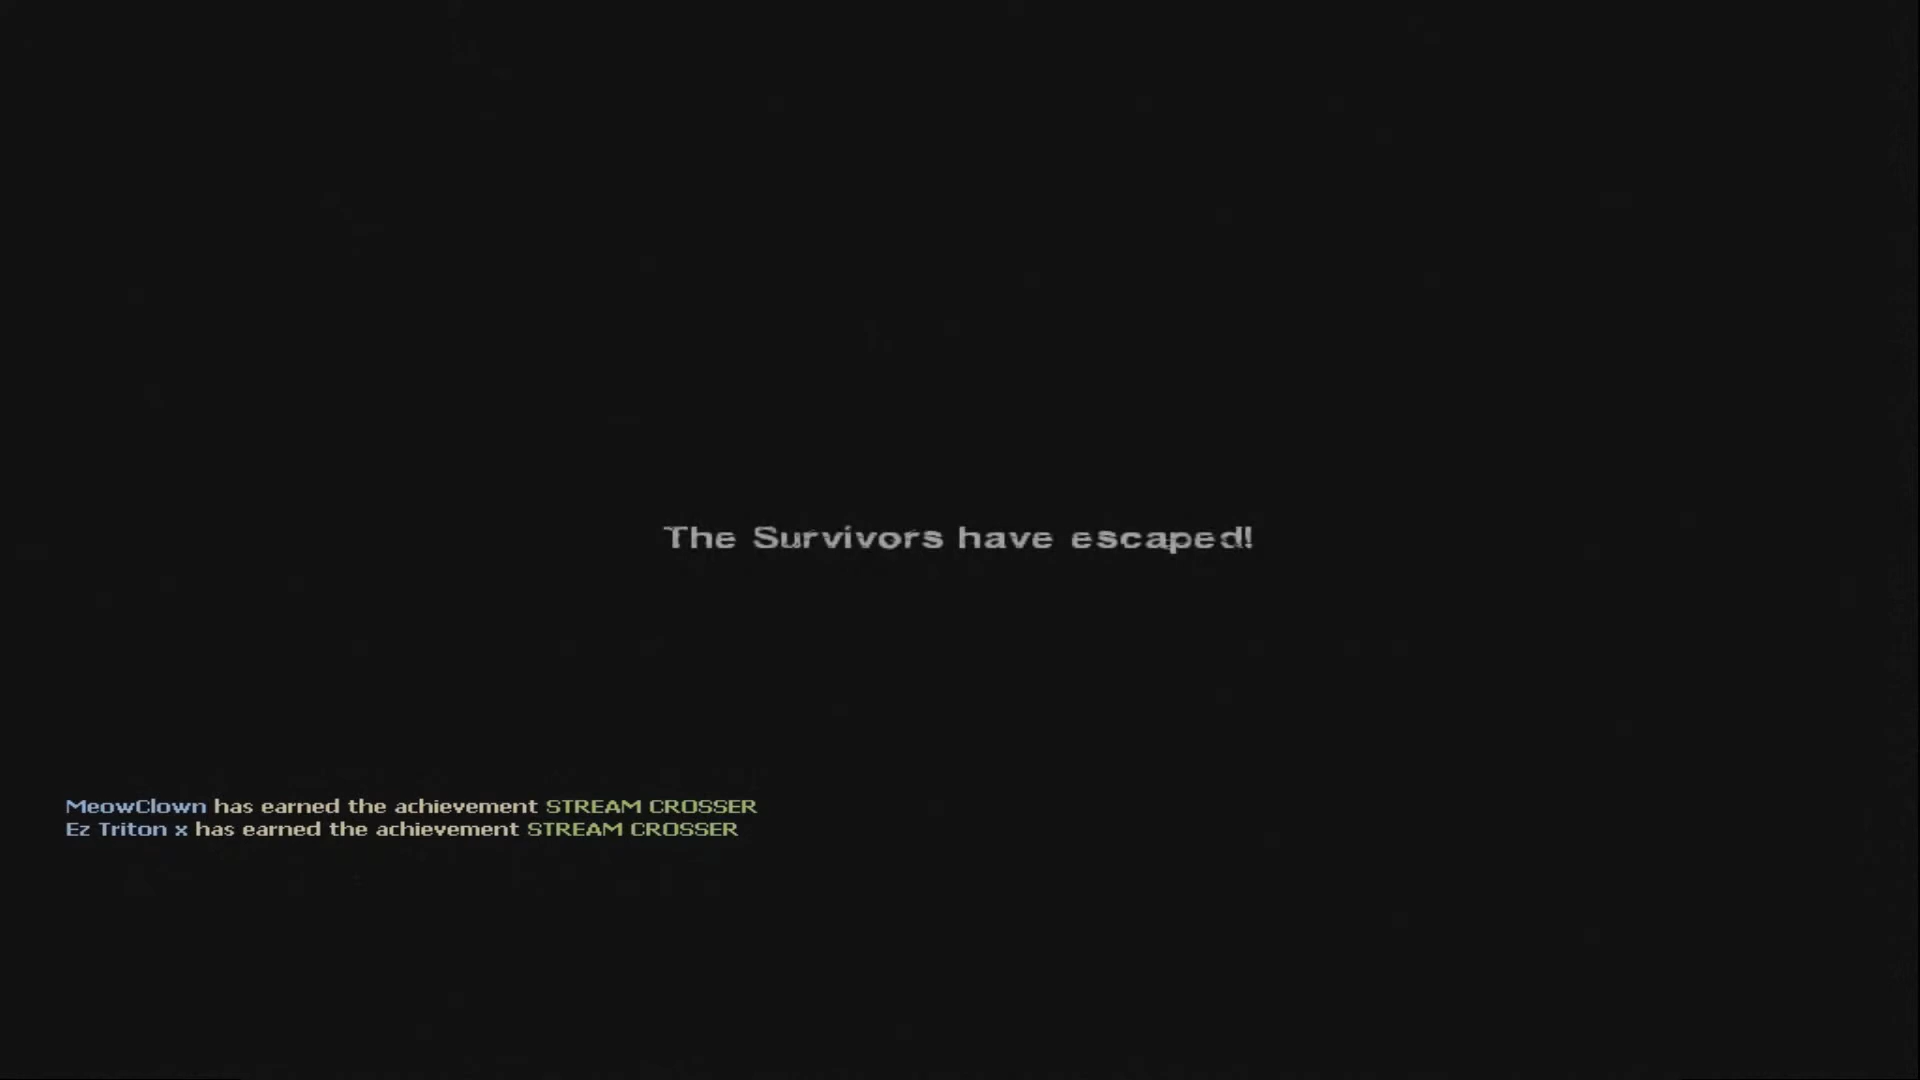 The Survivors have escaped!
MeowClown has earned the achievement STREAM CROSSER
Ez Triton x has earned the achievement STREAM CROSSER